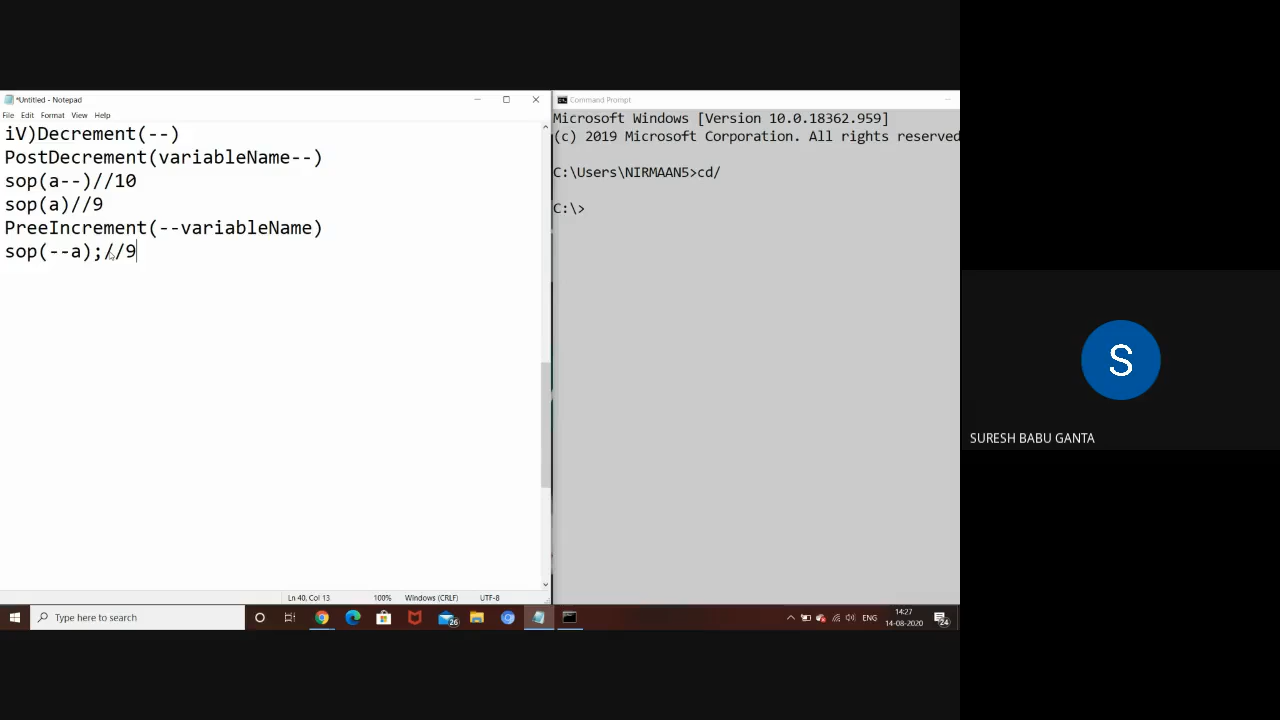 *Untitled - Notepad
File Edit Format View Help
iV)Decrement(--)
PostDecrement(variableName--)
sop(a--)//10
sop(a)//9
PreeIncrement(--variableName)
sop(--a);//9
Ln 40, Col 13 100% Windows (CRLF) UTF-8
Command Prompt
Microsoft Windows [Version 10.0.18362.959]
(c) 2019 Microsoft Corporation. All rights reserved
C:\Users\NIRMAAN5>cd/
C:\>
S
SURESH BABU GANTA
Type here to search
26
ENG
14:27
14-08-2020
24